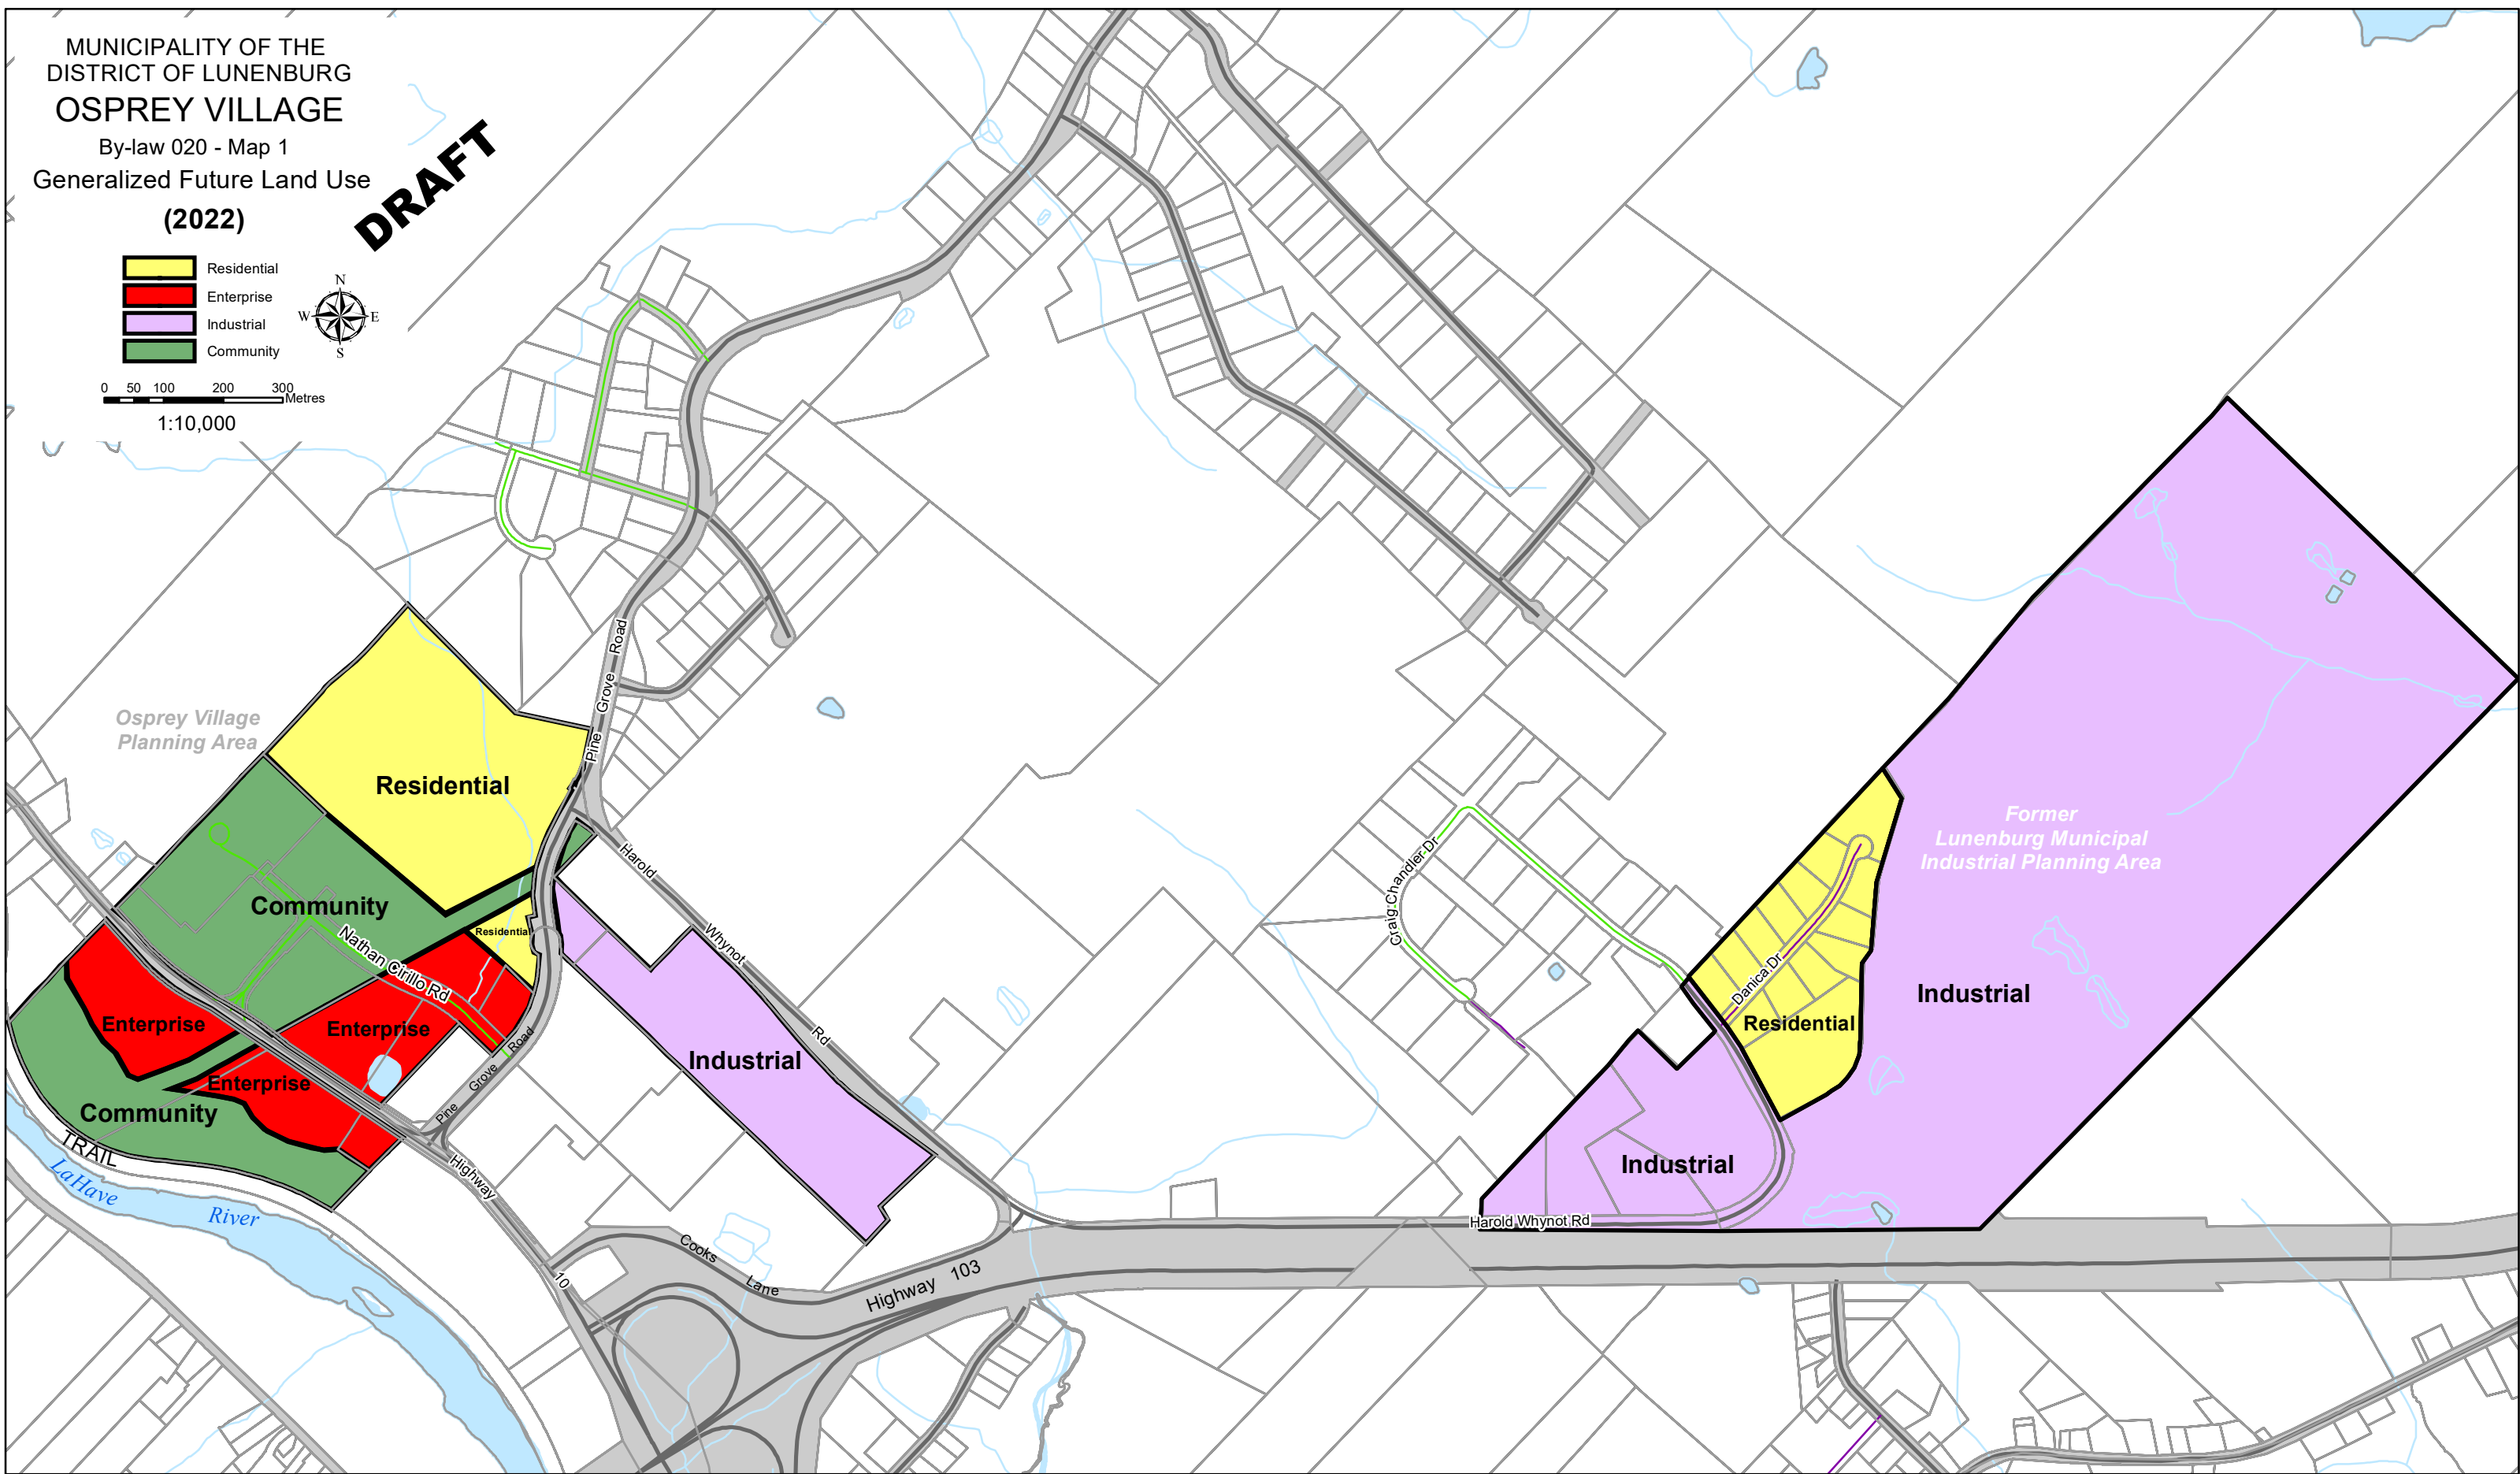 MUNICIPALITY OF THE
DISTRICT OF LUNENBURG
OSPREY VILLAGE
By-law 020 - Map 1
Generalized Future Land Use
(2022)
DRAFT
Residential
Enterprise
Industrial
Community
N
W
E
S
0 50 100 200 300
Metres
1:10,000
Osprey Village
Planning Area
Pine Grove Road
Residential
Community
Residential
Nathan Cirillo Rd
Enterprise
Enterprise
Enterprise
Community
TRAIL
LaHave River
Pine Grove Road
Highway 10
Harold Whynot Rd
Industrial
Cooks Lane
Highway 103
Craig Chandler Dr
Danica Dr
Residential
Former
Lunenburg Municipal
Industrial Planning Area
Industrial
Industrial
Harold Whynot Rd